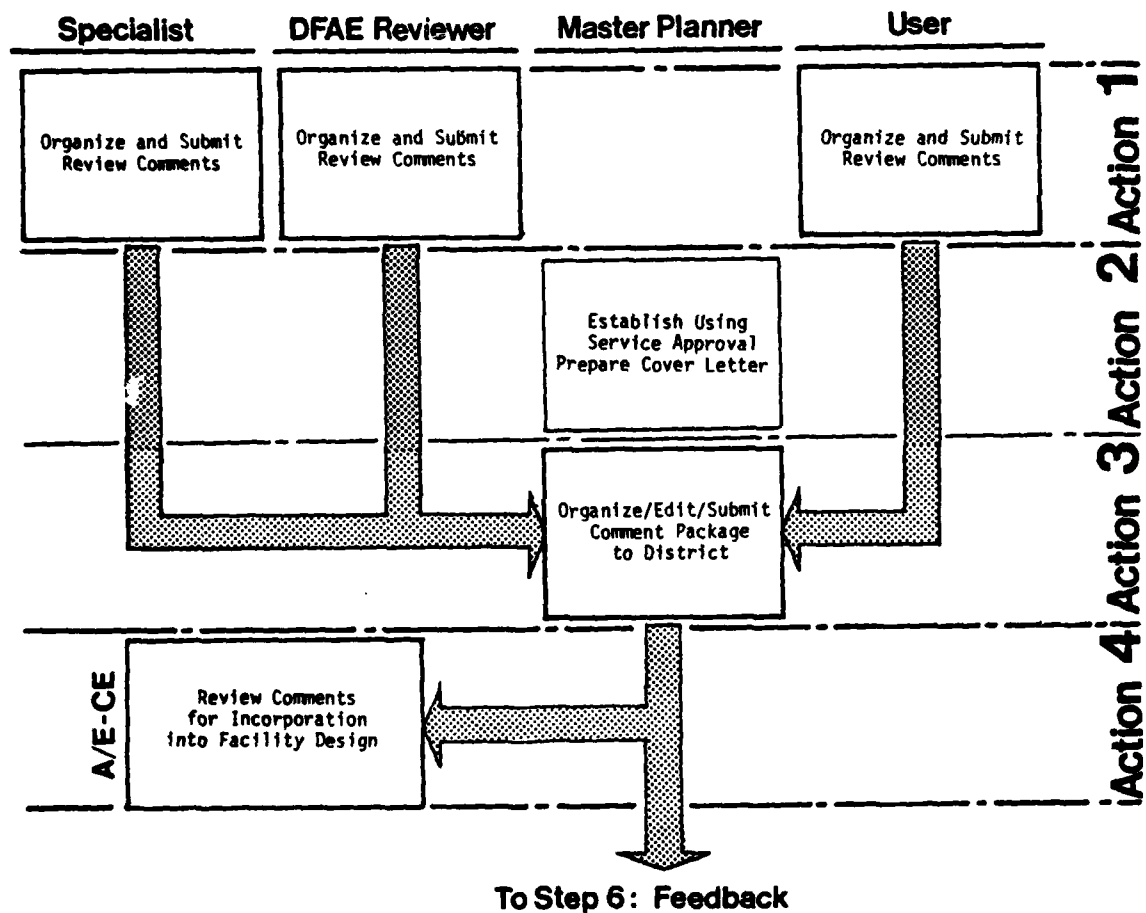 Specialist
DFAE Reviewer
Master Planner
User
Organize and Submit
Review Comments
Organize and Submit
Review Comments
Organize and Submit
Review Comments
Action 1
Establish Using
Service Approval
Prepare Cover Letter
Action 2
Organize/Edit/Submit
Comment Package
to District
Action 3
A/E-CE
Review Comments
for Incorporation
into Facility Design
Action 4
To Step 6: Feedback